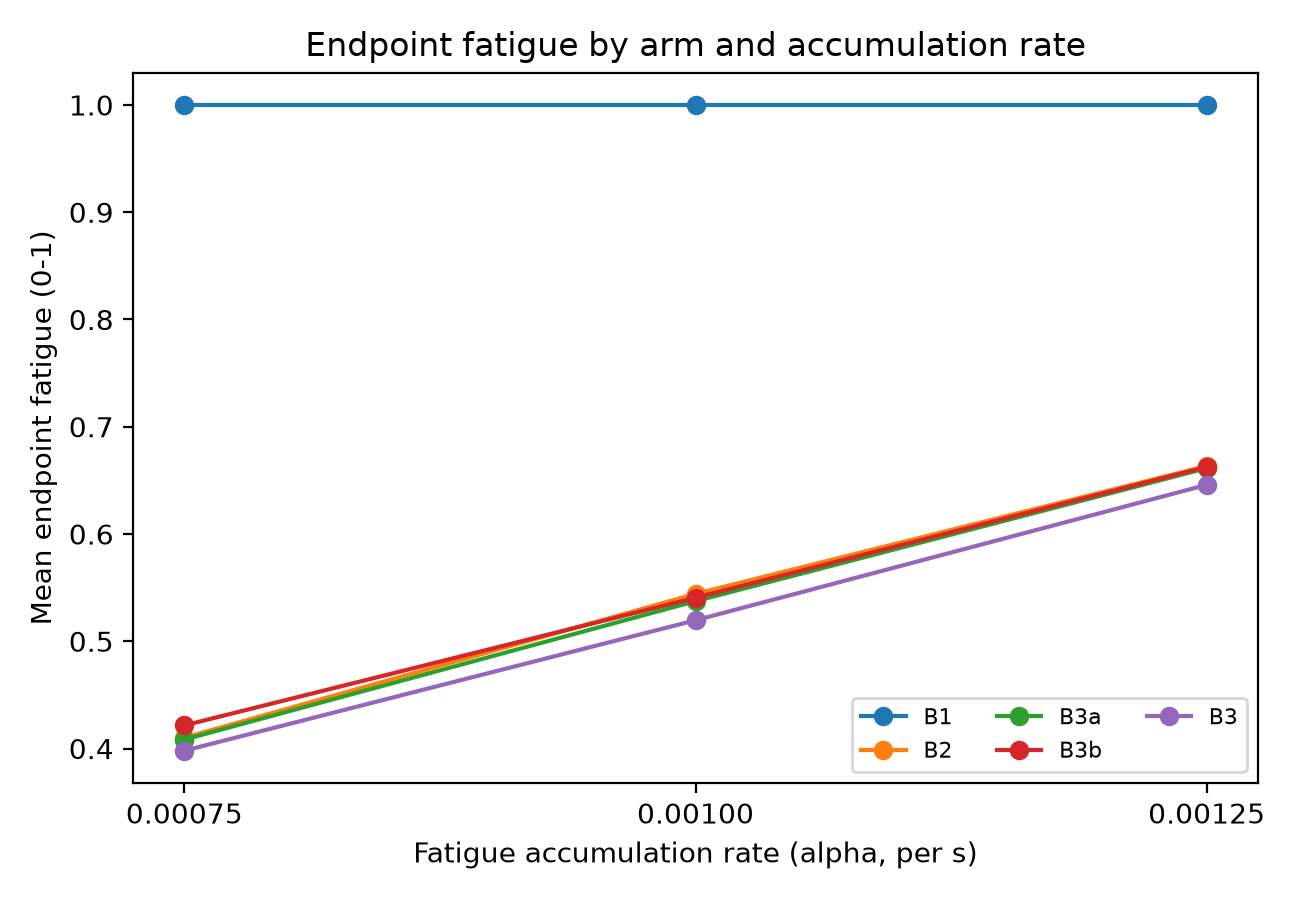 Endpoint fatigue by arm and accumulation rate
Mean endpoint fatigue (0-1)
1.0
0.9
0.8
0.7
0.6
0.5
0.4
B1
B2
B3a
B3b
B3
0.00075
0.00100
0.00125
Fatigue accumulation rate (alpha, per s)